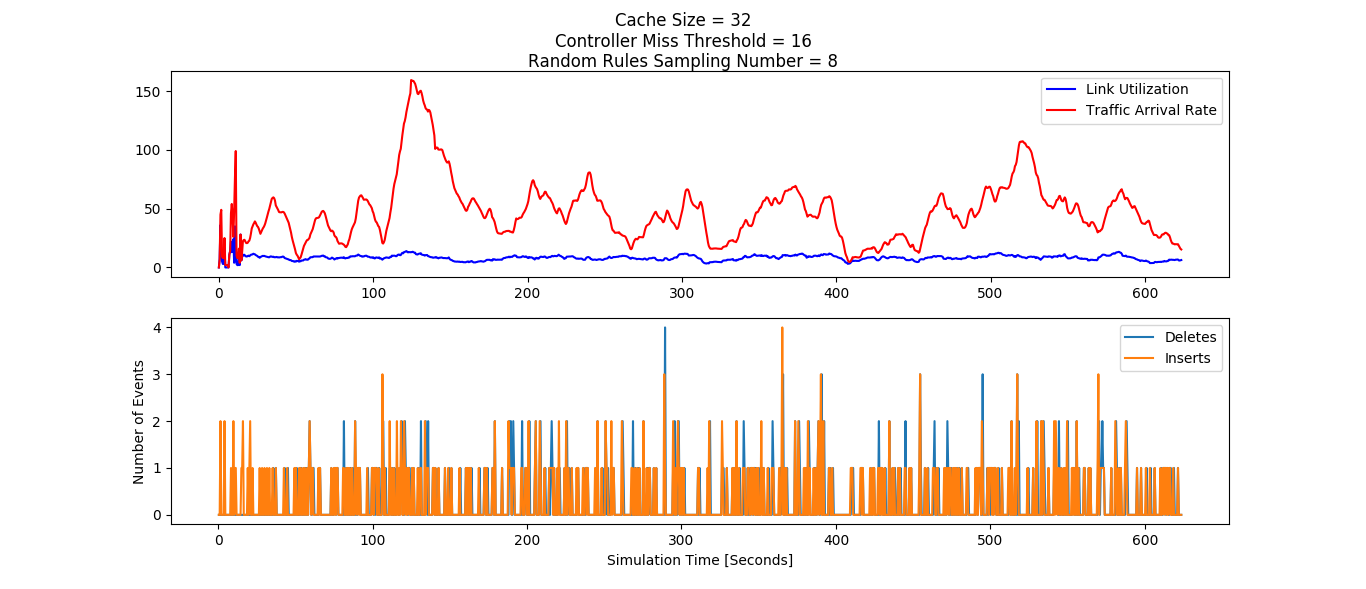 Cache Size = 32
Controller Miss Threshold = 16
Random Rules Sampling Number = 8
Link Utilization
Traffic Arrival Rate
150
100
50
0
0 100 200 300 400 500 600
Deletes
Inserts
Number of Events
4
3
2
1
0
0 100 200 300 400 500 600
Simulation Time [Seconds]